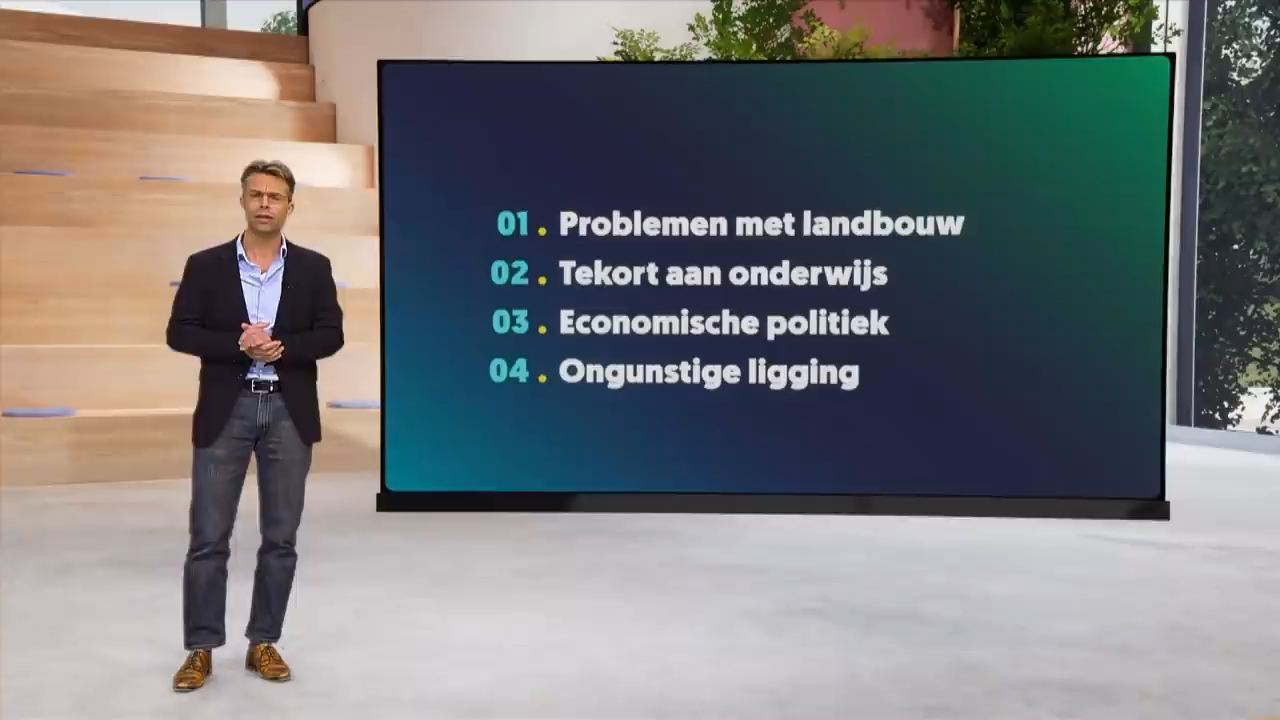 01. Problemen met landbouw
02. Tekort aan onderwijs
03. Economische politiek
04. Ongunstige ligging